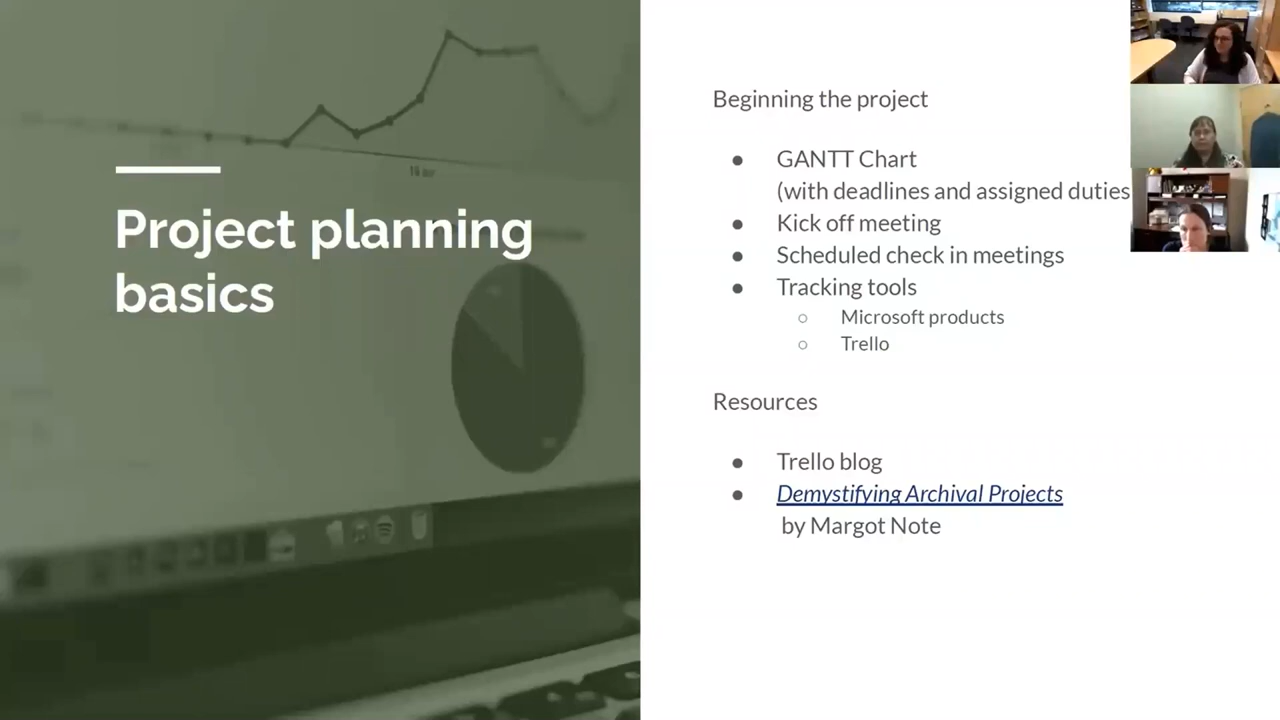 Project planning
basics
Beginning the project
● GANTT Chart
(with deadlines and assigned duties
● Kick off meeting
● Scheduled check in meetings
● Tracking tools
○ Microsoft products
○ Trello
Resources
● Trello blog
● Demystifying Archival Projects
by Margot Note